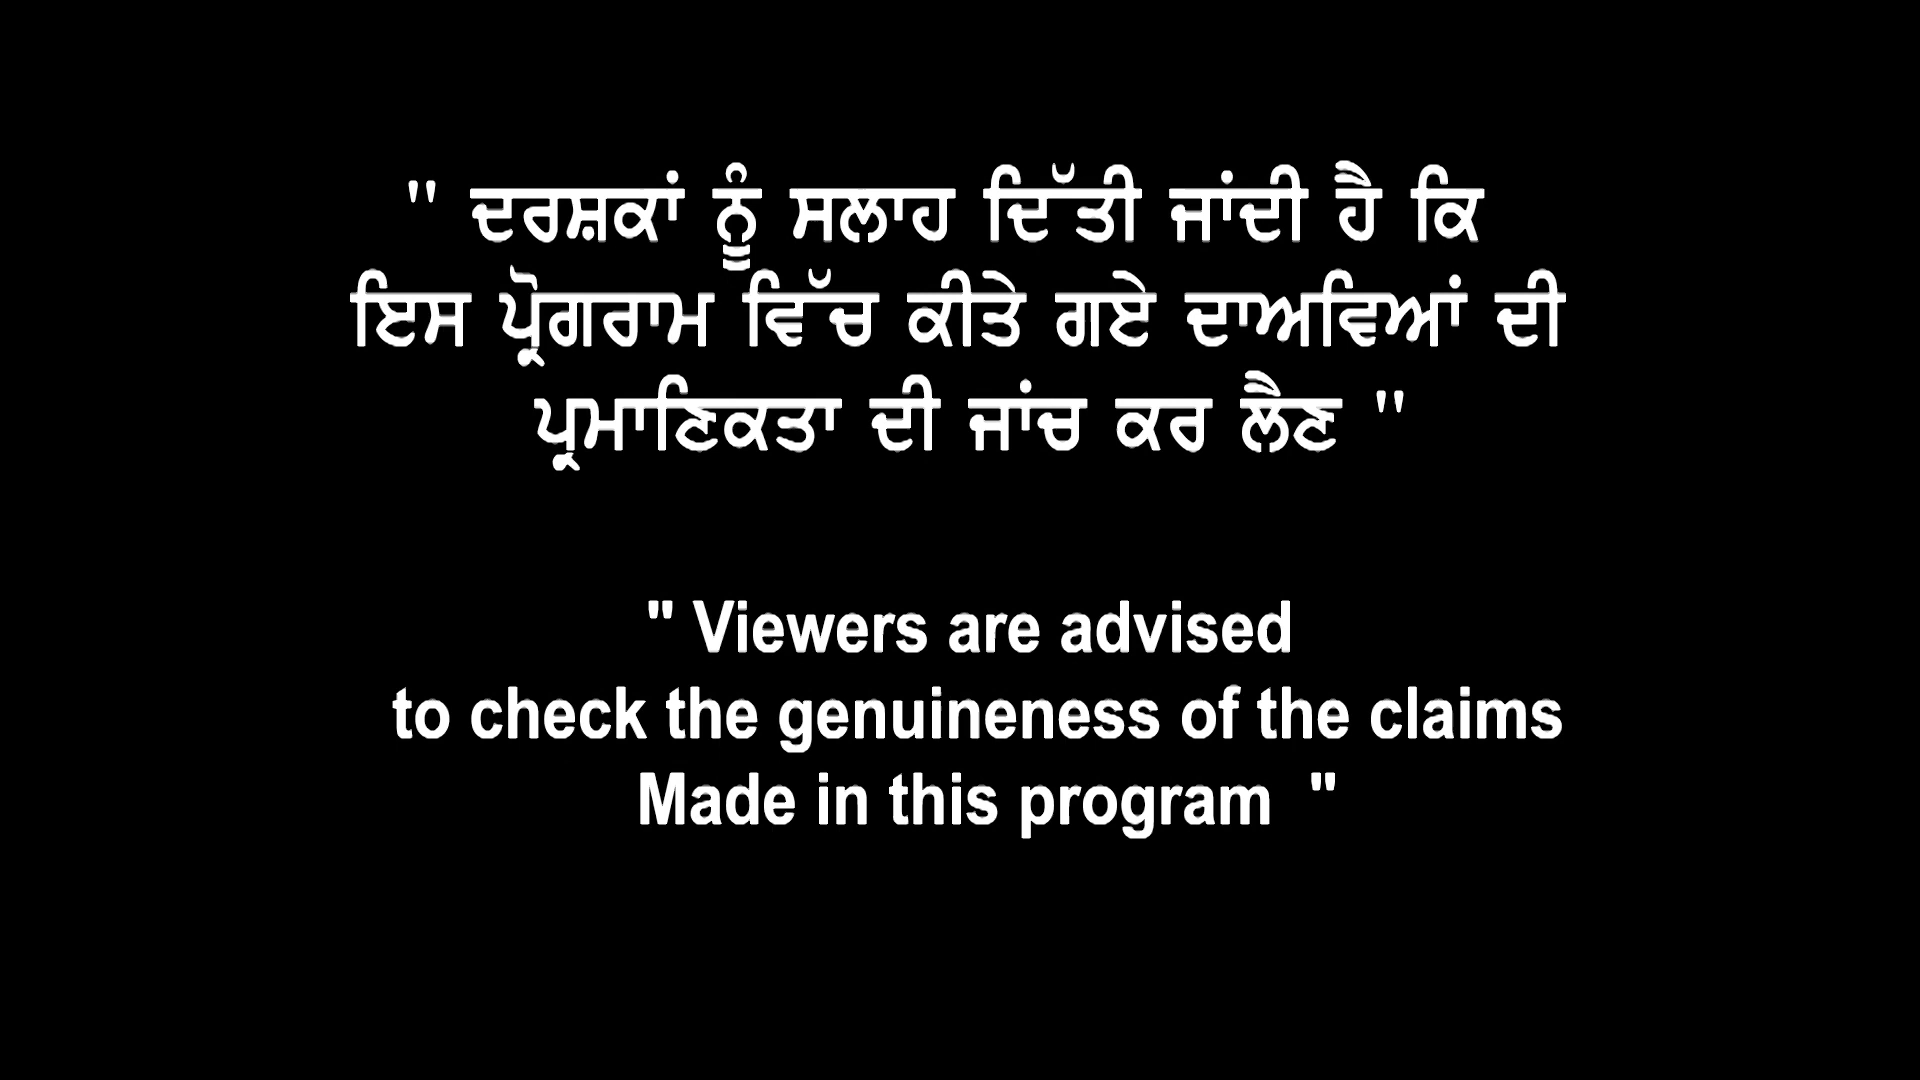 " ਦਰਸ਼ਕਾਂ ਨੂੰ ਸਲਾਹ ਦਿੱਤੀ ਜਾਂਦੀ ਹੈ ਕਿ
ਇਸ ਪ੍ਰੋਗਰਾਮ ਵਿੱਚ ਕੀਤੇ ਗਏ ਦਾਅਵਿਆਂ ਦੀ
ਪ੍ਰਮਾਣਿਕਤਾ ਦੀ ਜਾਂਚ ਕਰ ਲੈਣ "
" Viewers are advised
to check the genuineness of the claims
Made in this program "